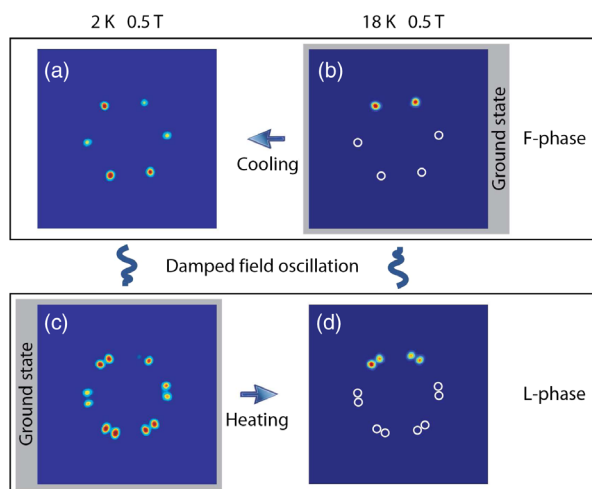 2 K 0.5 T
18 K 0.5 T
(a)
(b)
Cooling
Ground state
F-phase
Damped field oscillation
(c)
(d)
Ground state
Heating
L-phase